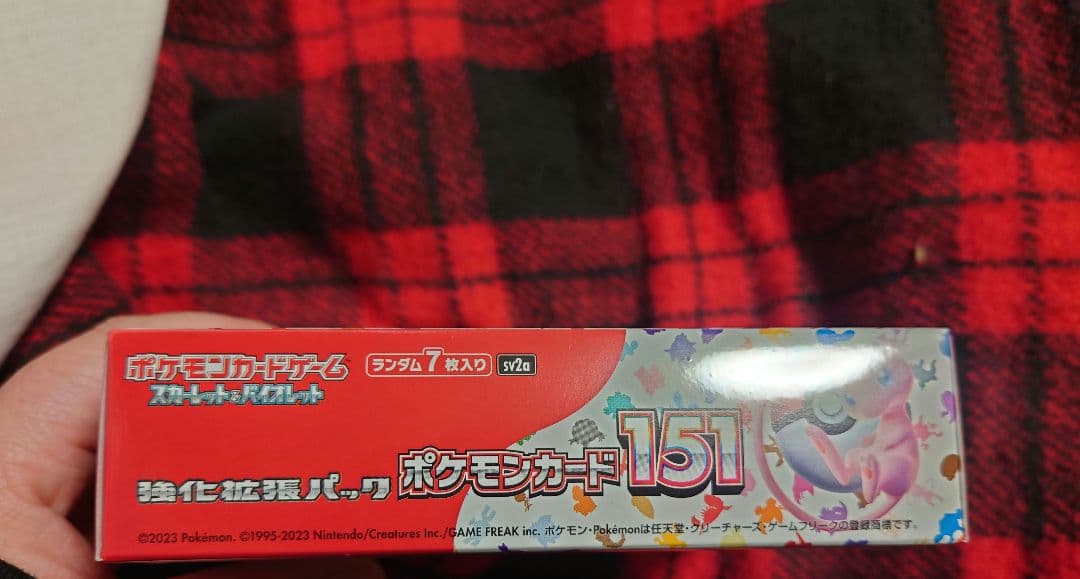 ポケモンカードゲーム
スカーレット&バイオレット
ランダム7枚入り
sv2a
強化拡張パック
ポケモンカード151
©2023 Pokémon. ©1995-2023 Nintendo/Creatures Inc./GAME FREAK inc. ポケモン・Pokémonは任天堂・クリーチャーズ・ゲームフリークの登録商標です。